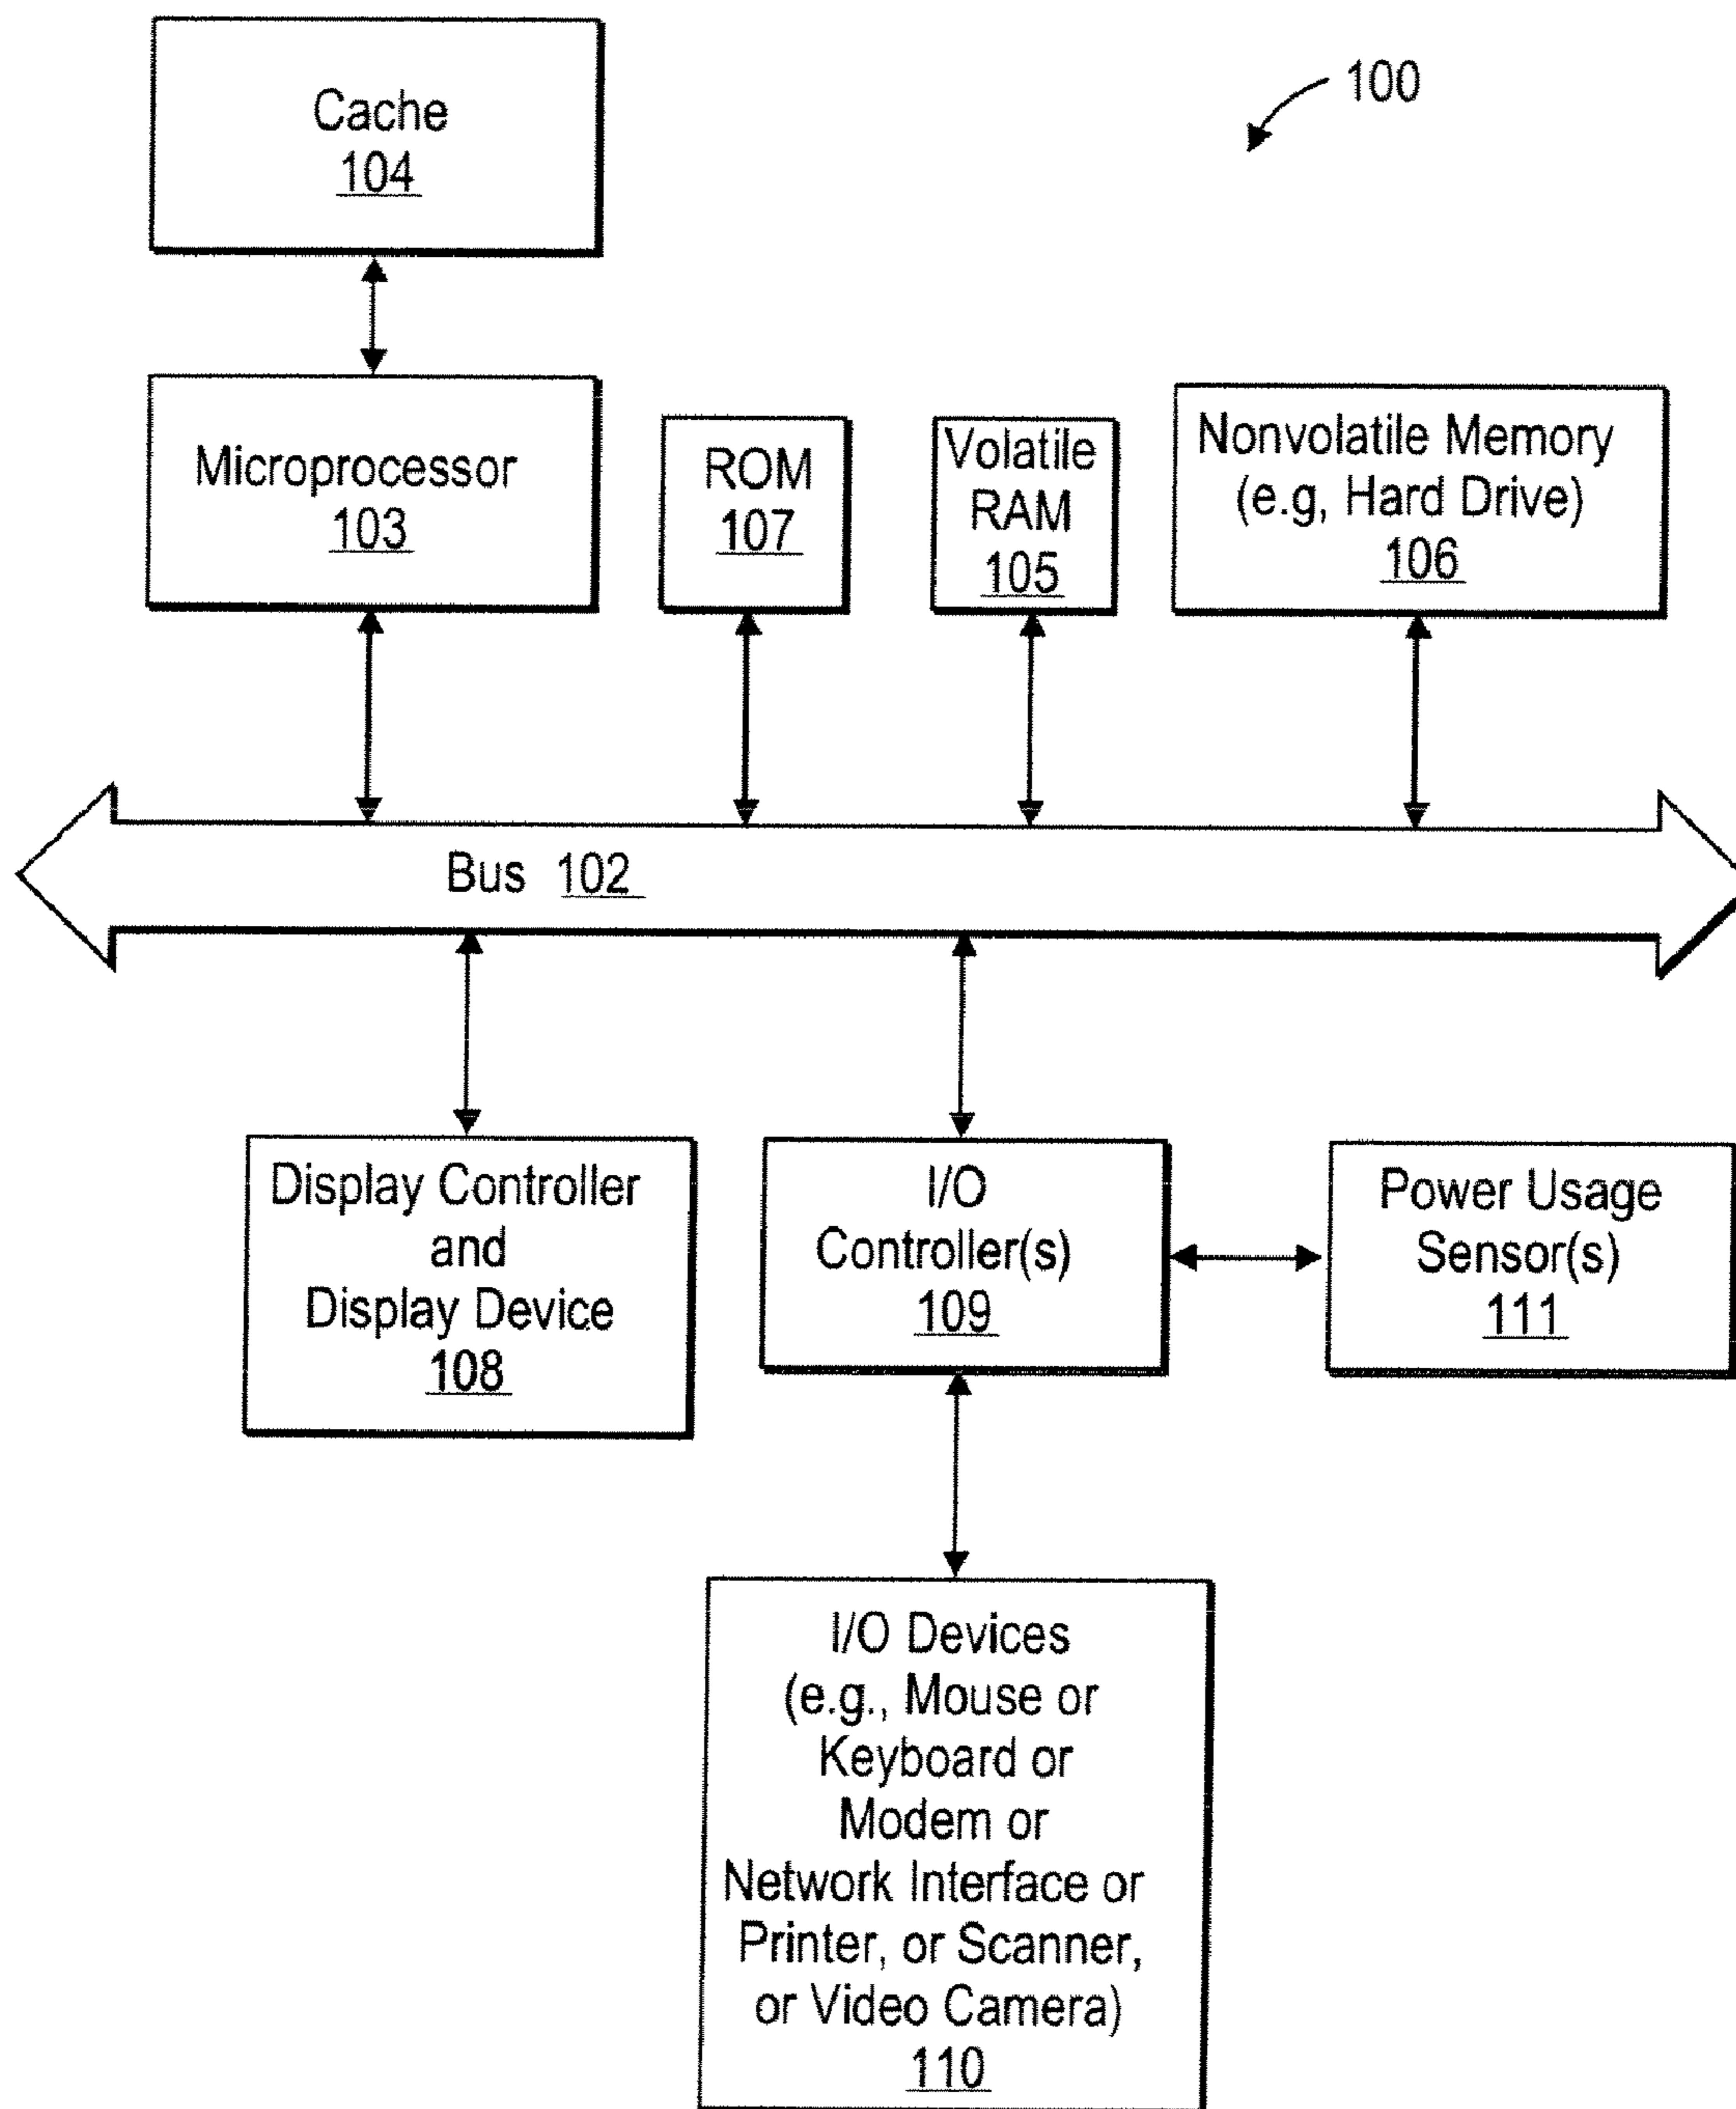 Cache
104
100
Microprocessor
103
ROM
107
Volatile
RAM
105
Nonvolatile Memory
(e.g, Hard Drive)
106
Bus 102
Display Controller
and
Display Device
108
I/O
Controller(s)
109
Power Usage
Sensor(s)
111
I/O Devices
(e.g., Mouse or
Keyboard or
Modem or
Network Interface or
Printer, or Scanner,
or Video Camera)
110